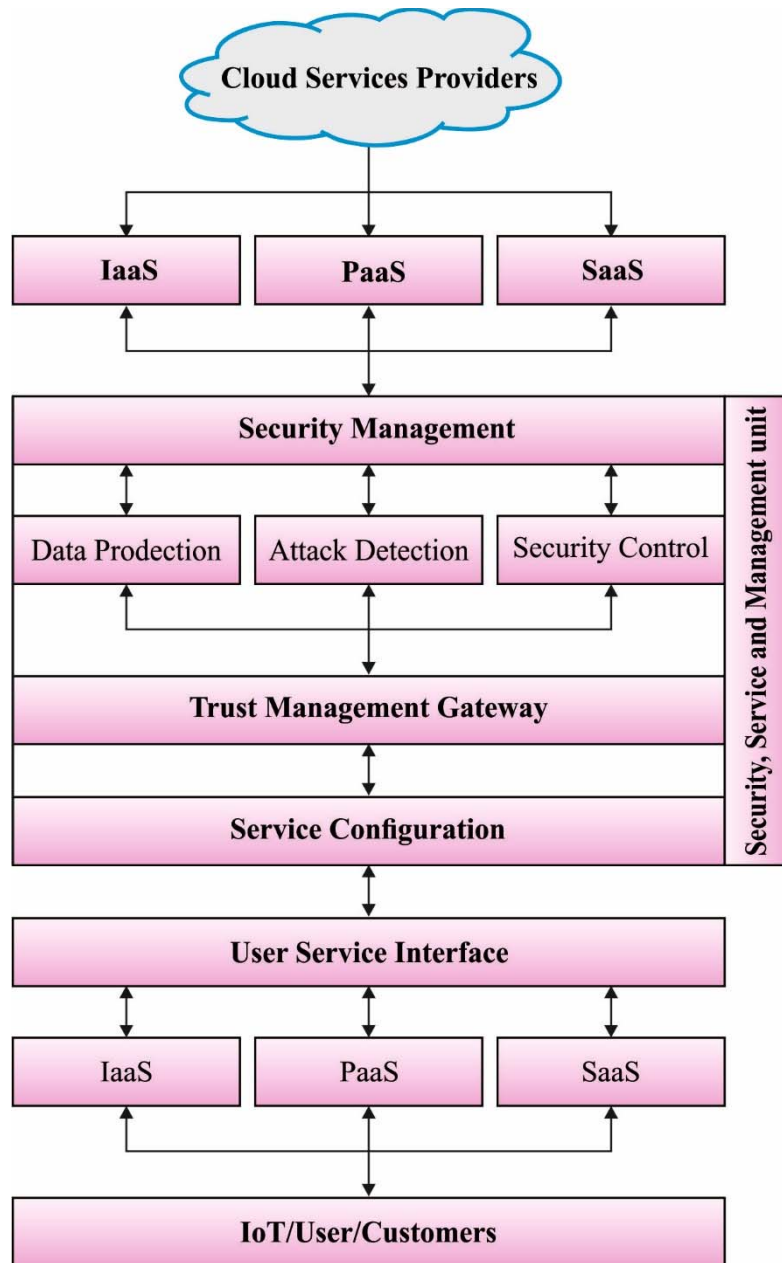 Cloud Services Providers
IaaS
PaaS
SaaS
Security Management
Data Prodection
Attack Detection
Security Control
Trust Management Gateway
Service Configuration
Security, Service and Management unit
User Service Interface
IaaS
PaaS
SaaS
IoT/User/Customers